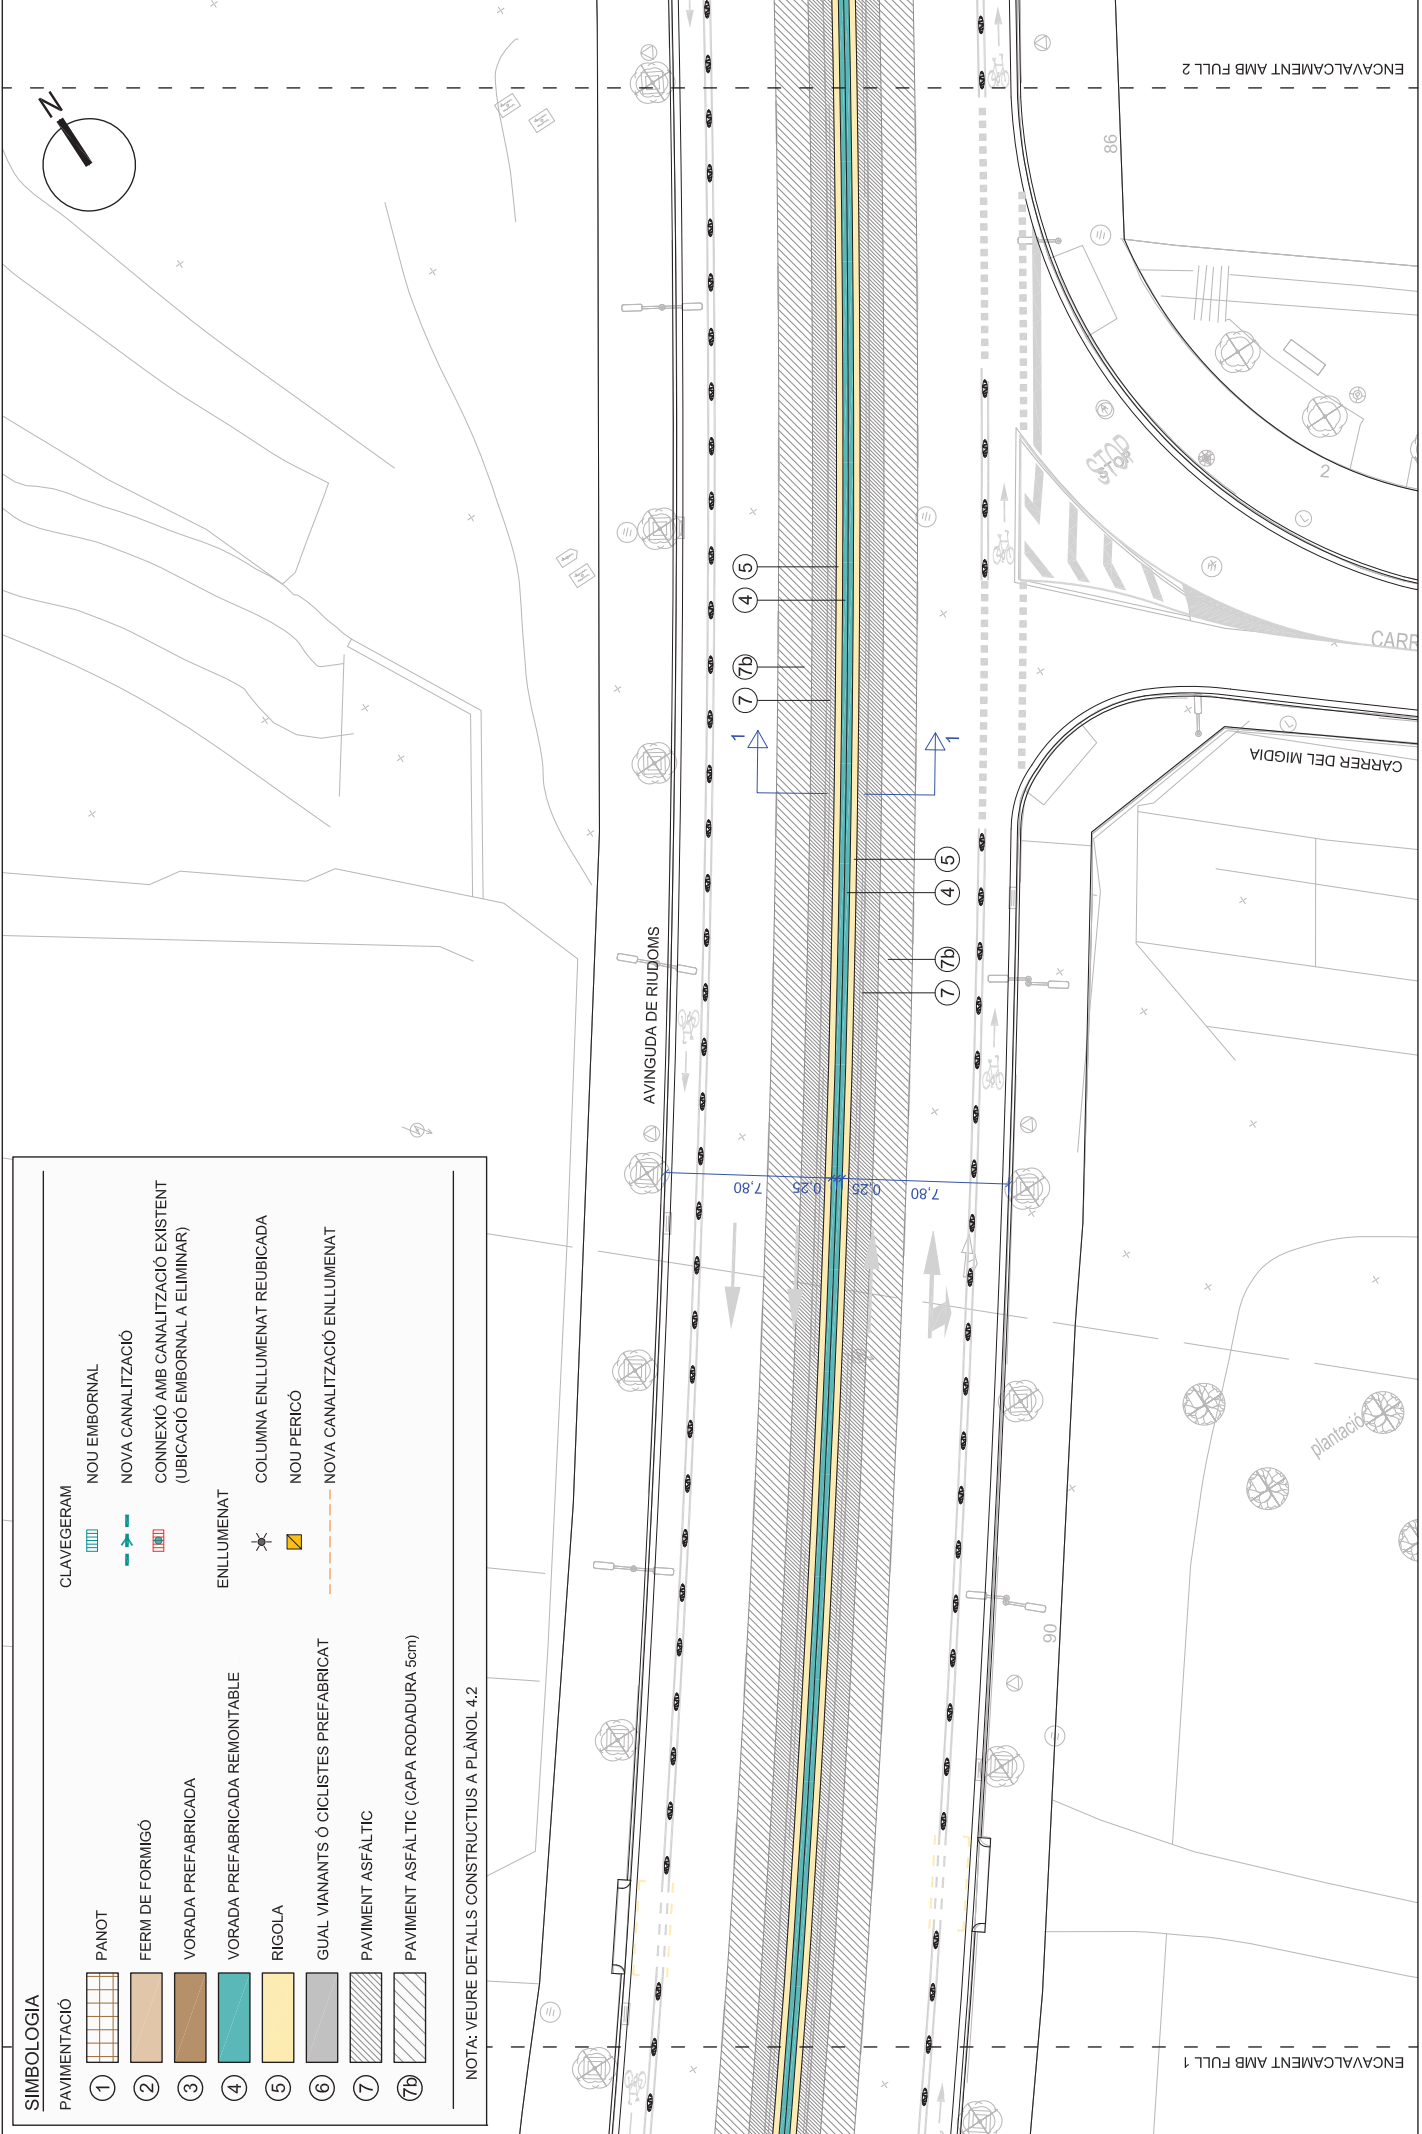 SIMBOLOGIA
PAVIMENTACIÓ
1 PANOT
2 FERM DE FORMIGÓ
3 VORADA PREFABRICADA
4 VORADA PREFABRICADA REMONTABLE
5 RIGOLA
6 GUAL VIANANTS Ó CICLISTES PREFABRICAT
7 PAVIMENT ASFÀLTIC
7b PAVIMENT ASFÀLTIC (CAPA RODADURA 5cm)
CLAVEGERAM
NOU EMBORNAL
NOVA CANALITZACIÓ
CONNEXIÓ AMB CANALITZACIÓ EXISTENT
(UBICACIÓ EMBORNAL A ELIMINAR)
ENLLUMENAT
COLUMNA ENLLUMENAT REUBICADA
NOU PERICÓ
NOVA CANALITZACIÓ ENLLUMENAT
NOTA: VEURE DETALLS CONSTRUCTIUS A PLÀNOL 4.2
N
AVINGUDA DE RIUDOMS
7,80
0,25
0,25
7,80
5
4
7b
7
1
1
5
4
7b
7
STOP
STOP
CARR
CARRER DEL MIGDIA
86
2
90
plantació
ENCAVALCAMENT AMB FULL 2
ENCAVALCAMENT AMB FULL 1